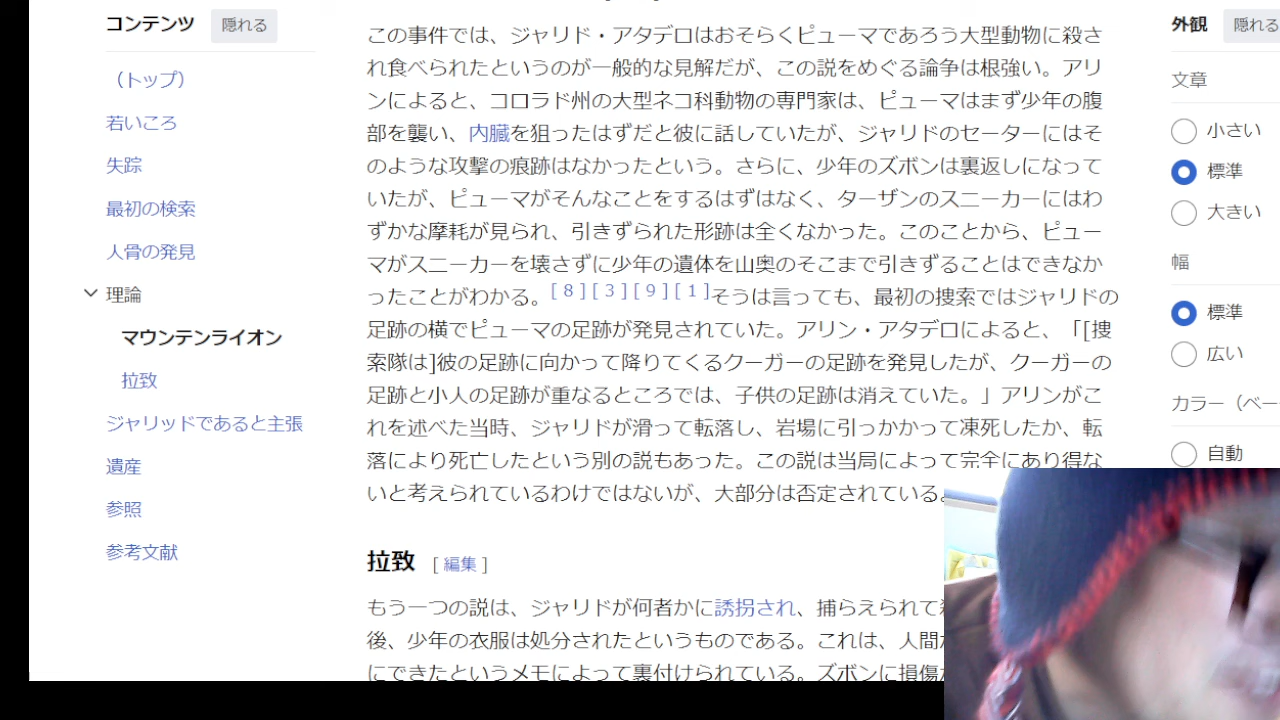 コンテンツ 隠れる
（トップ）
若いころ
失踪
最初の検索
人骨の発見
理論
マウンテンライオン
拉致
ジャリッドであると主張
遺産
参照
参考文献
この事件では、ジャリド・アタデロはおそらくピューマであろう大型動物に殺さ
れ食べられたというのが一般的な見解だが、この説をめぐる論争は根強い。アリ
ンによると、コロラド州の大型ネコ科動物の専門家は、ピューマはまず少年の腹
部を襲い、内臓を狙ったはずだと彼に話していたが、ジャリドのセーターにはそ
のような攻撃の痕跡はなかったという。さらに、少年のズボンは裏返しになって
いたが、ピューマがそんなことをするはずはなく、ターザンのスニーカーにはわ
ずかな摩耗が見られ、引きずられた形跡は全くなかった。このことから、ピュー
マがスニーカーを壊さずに少年の遺体を山奥のそこまで引きずることはできなか
ったことがわかる。[8][3][9][1]そうは言っても、最初の捜索ではジャリドの
足跡の横でピューマの足跡が発見されていた。アリン・アタデロによると、「[捜
索隊は]彼の足跡に向かって降りてくるクーガーの足跡を発見したが、クーガーの
足跡と小人の足跡が重なるところでは、子供の足跡は消えていた。」アリンがこ
れを述べた当時、ジャリドが滑って転落し、岩場に引っかかって凍死したか、転
落により死亡したという別の説もあった。この説は当局によって完全にあり得な
いと考えられているわけではないが、大部分は否定されている。
拉致 [編集]
もう一つの説は、ジャリドが何者かに誘拐され、捕らえられて
後、少年の衣服は処分されたというものである。これは、人間
にできたというメモによって裏付けられている。ズボンに損傷
外観 隠れる
文章
小さい
標準
大きい
幅
標準
広い
カラー（ベー
自動